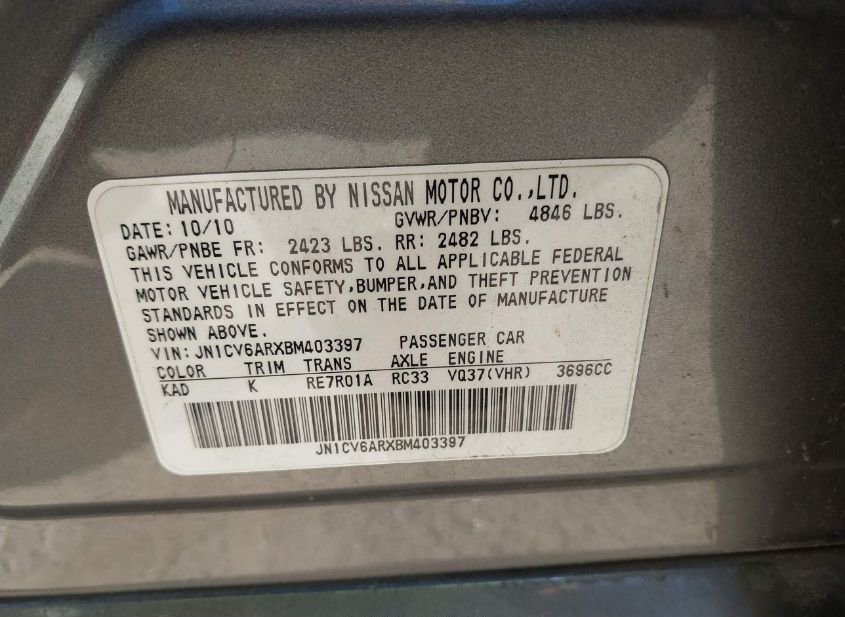 MANUFACTURED BY NISSAN MOTOR CO.,LTD.
DATE: 10/10 GVWR/PNBV: 4846 LBS.
GAWR/PNBE FR: 2423 LBS. RR: 2482 LBS.
THIS VEHICLE CONFORMS TO ALL APPLICABLE FEDERAL
MOTOR VEHICLE SAFETY,BUMPER,AND THEFT PREVENTION
STANDARDS IN EFFECT ON THE DATE OF MANUFACTURE
SHOWN ABOVE.
VIN: JN1CV6ARXBM403397 PASSENGER CAR
COLOR TRIM TRANS AXLE ENGINE
KAD K RE7R01A RC33 VQ37(VHR) 3696CC
JN1CV6ARXBM403397